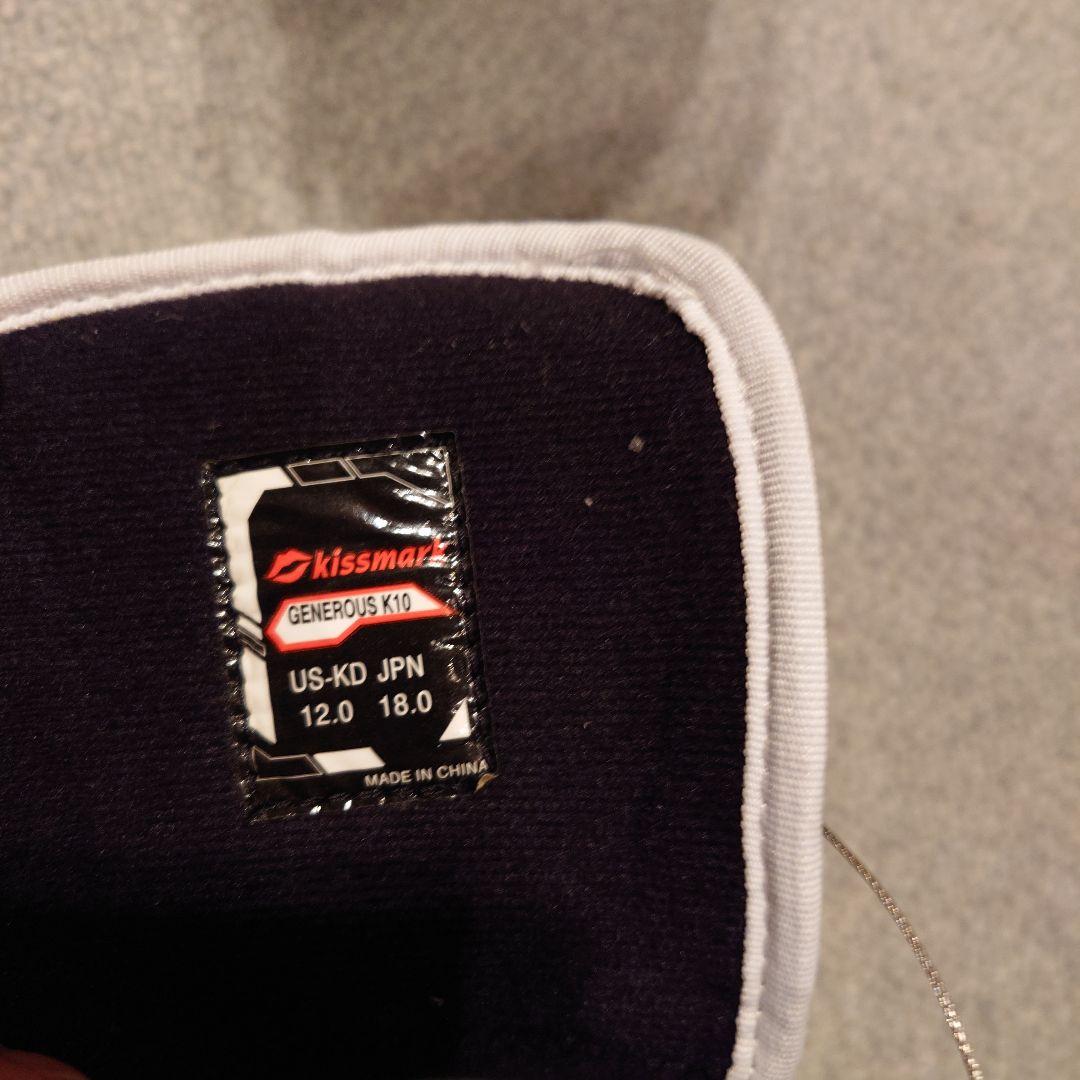 kissmark
GENEROUS K10
US-KD JPN
12.0 18.0
MADE IN CHINA